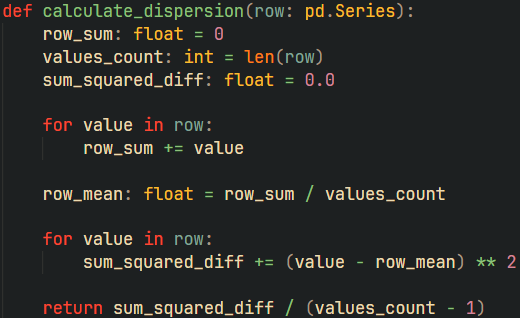 def calculate_dispersion(row: pd.Series):
    row_sum: float = 0
    values_count: int = len(row)
    sum_squared_diff: float = 0.0

    for value in row:
        row_sum += value

    row_mean: float = row_sum / values_count

    for value in row:
        sum_squared_diff += (value - row_mean) ** 2

    return sum_squared_diff / (values_count - 1)